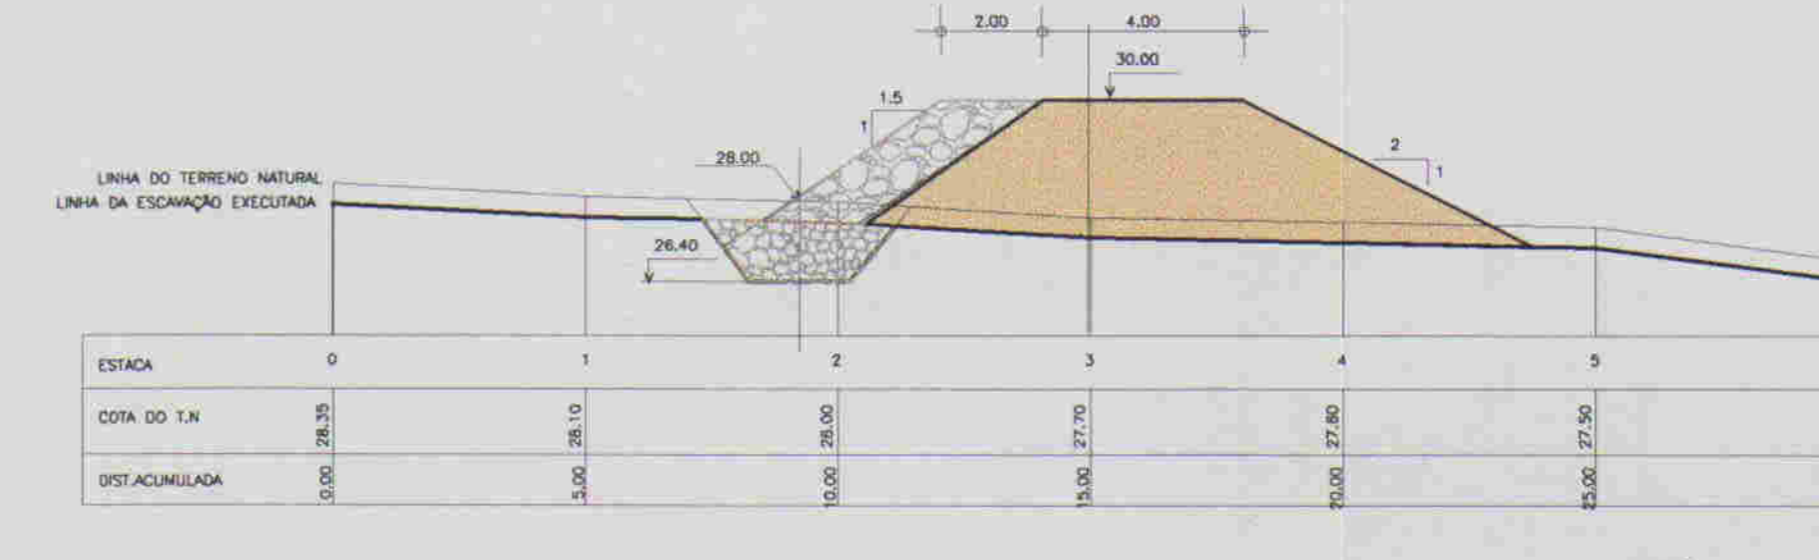 2.00 4.00
30.00
1.5
1
28.00
2
1
LINHA DO TERRENO NATURAL
LINHA DA ESCAVAÇÃO EXECUTADA
26.40
ESTACA 0 1 2 3 4 5
COTA DO T.N 28.35 28.10 28.00 27.70 27.60 27.50
DIST.ACUMULADA 0.00 5.00 10.00 15.00 20.00 25.00